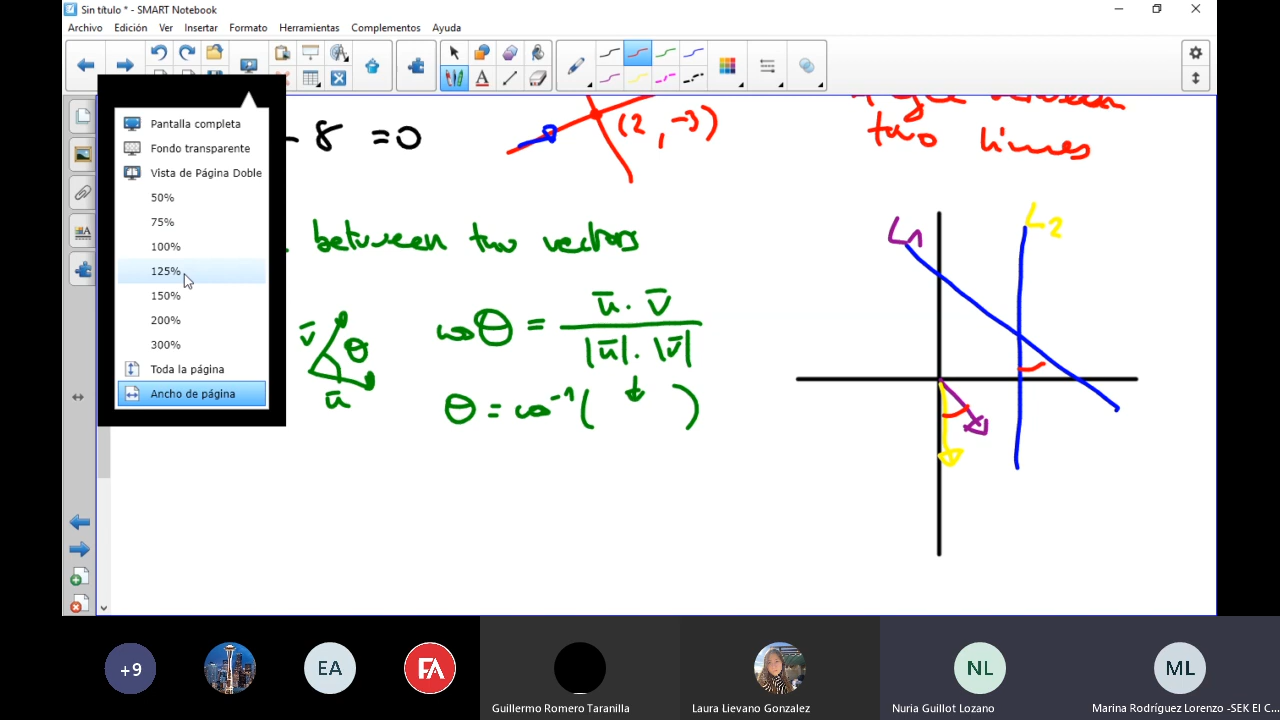 Sin título * - SMART Notebook
Archivo Edición Ver Insertar Formato Herramientas Complementos Ayuda
Pantalla completa
Fondo transparente
Vista de Página Doble
50%
75%
100%
125%
150%
200%
300%
Toda la página
Ancho de página
- 8 = 0
(2, -3)
two linnes
between two vectors
v̅ θ u̅
cos θ = u̅ · v̅ / |u̅| · |v̅|
θ = cos⁻¹ ( )
L1
L2
+9
EA
FA
Guillermo Romero Taranilla
Laura Lievano Gonzalez
NL
Nuria Guillot Lozano
ML
Marina Rodríguez Lorenzo -SEK El C...